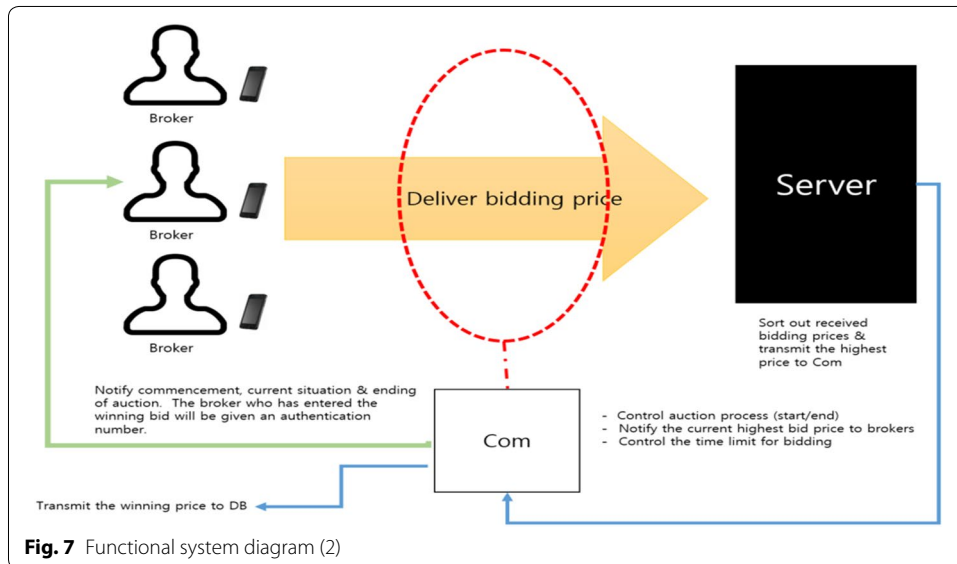 Broker
Broker
Broker
Deliver bidding price
Server
Sort out received
bidding prices &
transmit the highest
price to Com
Notify commencement, current situation & ending
of auction. The broker who has entered the
winning bid will be given an authentication
number.
Com
- Control auction process (start/end)
- Notify the current highest bid price to brokers
- Control the time limit for bidding
Transmit the winning price to DB
Fig. 7 Functional system diagram (2)